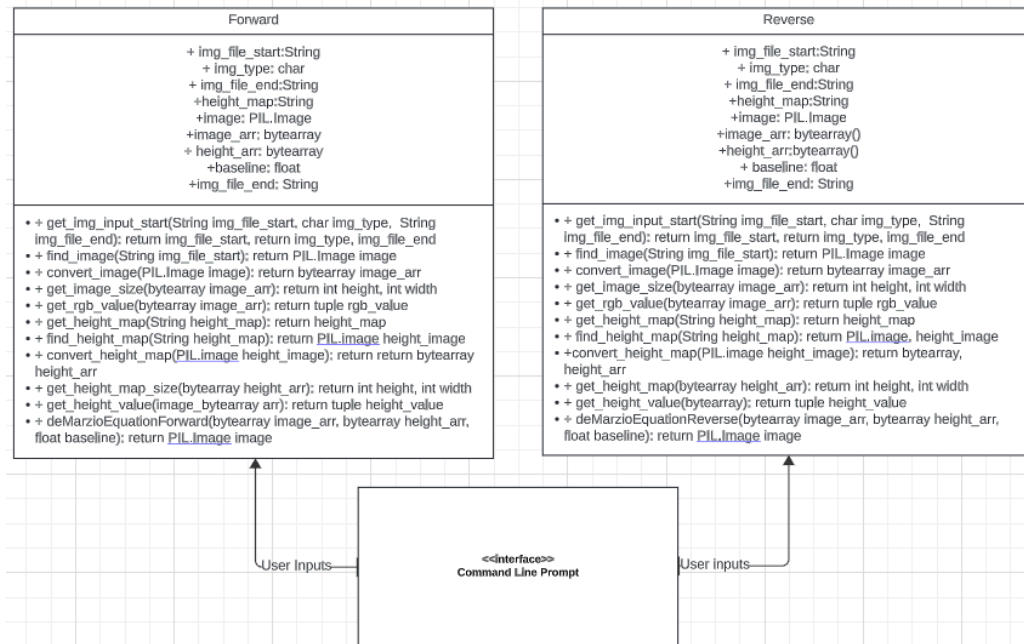 Forward
+ img_file_start:String
+ img_type: char
+ img_file_end:String
+height_map:String
+image: PIL.Image
+image_arr: bytearray
+ height_arr: bytearray
+baseline: float
+img_file_end: String
• + get_img_input_start(String img_file_start, char img_type, String
img_file_end): return img_file_start, return img_type, img_file_end
• + find_image(String img_file_start): return PIL.Image image
• + convert_image(PIL.Image image): return bytearray image_arr
• + get_image_size(bytearray image_arr): return int height, int width
• + get_rgb_value(bytearray image_arr): return tuple rgb_value
• + get_height_map(String height_map): return height_map
• + find_height_map(String height_map): return PIL.image height_image
• + convert_height_map(PIL.image height_image): return return bytearray
height_arr
• + get_height_map_size(bytearray height_arr): return int height, int width
• + get_height_value(image_bytearray arr): return tuple height_value
• + deMarzioEquationForward(bytearray image_arr, bytearray height_arr,
float baseline): return PIL.Image image
Reverse
+ img_file_start:String
+ img_type: char
+ img_file_end:String
+height_map:String
+image: PIL.Image
+image_arr: bytearray()
+height_arr:bytearray()
+ baseline: float
+img_file_end: String
• + get_img_input_start(String img_file_start, char img_type, String
img_file_end): return img_file_start, return img_type, img_file_end
• + find_image(String img_file_start): return PIL.Image image
• + convert_image(PIL.Image image): return bytearray image_arr
• + get_image_size(bytearray image_arr): return int height, int width
• + get_rgb_value(bytearray image_arr): return tuple rgb_value
• + get_height_map(String height_map): return height_map
• + find_height_map(String height_map): return PIL.image, height_image
• +convert_height_map(PIL.image height_image): return bytearray,
height_arr
• + get_height_map(bytearray height_arr): return int height, int width
• + get_height_value(bytearray): return tuple height_value
• + deMarzioEquationReverse(bytearray image_arr, bytearray height_arr,
float baseline): return PIL.Image image
User Inputs
<<interface>>
Command Line Prompt
User inputs